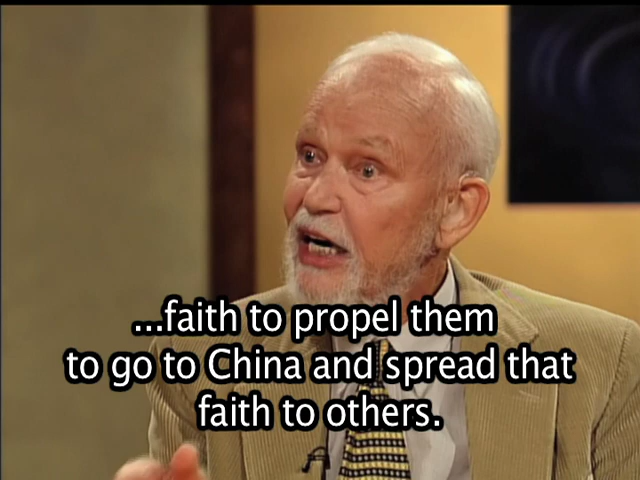 ...faith to propel them
to go to China and spread that
faith to others.